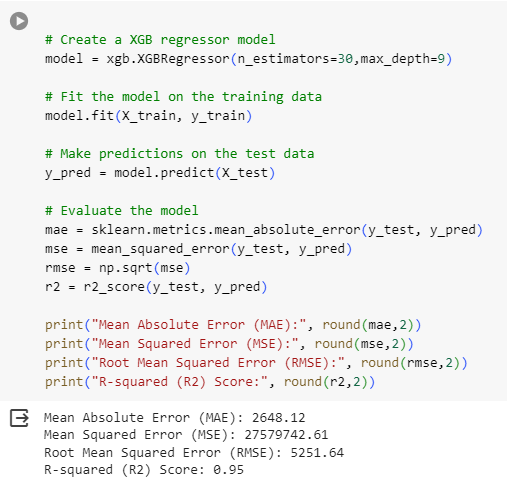 # Create a XGB regressor model
model = xgb.XGBRegressor(n_estimators=30,max_depth=9)
# Fit the model on the training data
model.fit(X_train, y_train)
# Make predictions on the test data
y_pred = model.predict(X_test)
# Evaluate the model
mae = sklearn.metrics.mean_absolute_error(y_test, y_pred)
mse = mean_squared_error(y_test, y_pred)
rmse = np.sqrt(mse)
r2 = r2_score(y_test, y_pred)
print("Mean Absolute Error (MAE):", round(mae,2))
print("Mean Squared Error (MSE):", round(mse,2))
print("Root Mean Squared Error (RMSE):", round(rmse,2))
print("R-squared (R2) Score:", round(r2,2))
Mean Absolute Error (MAE): 2648.12
Mean Squared Error (MSE): 27579742.61
Root Mean Squared Error (RMSE): 5251.64
R-squared (R2) Score: 0.95